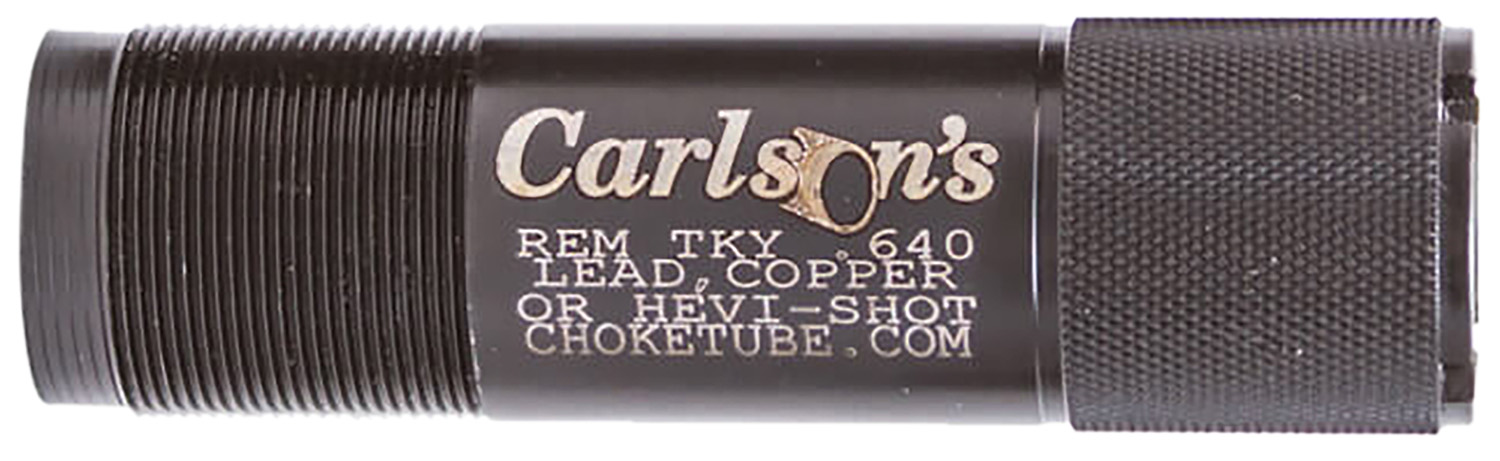 Carlson's
REM TKY .640
LEAD, COPPER
OR HEVI-SHOT
CHOKETUBE.COM